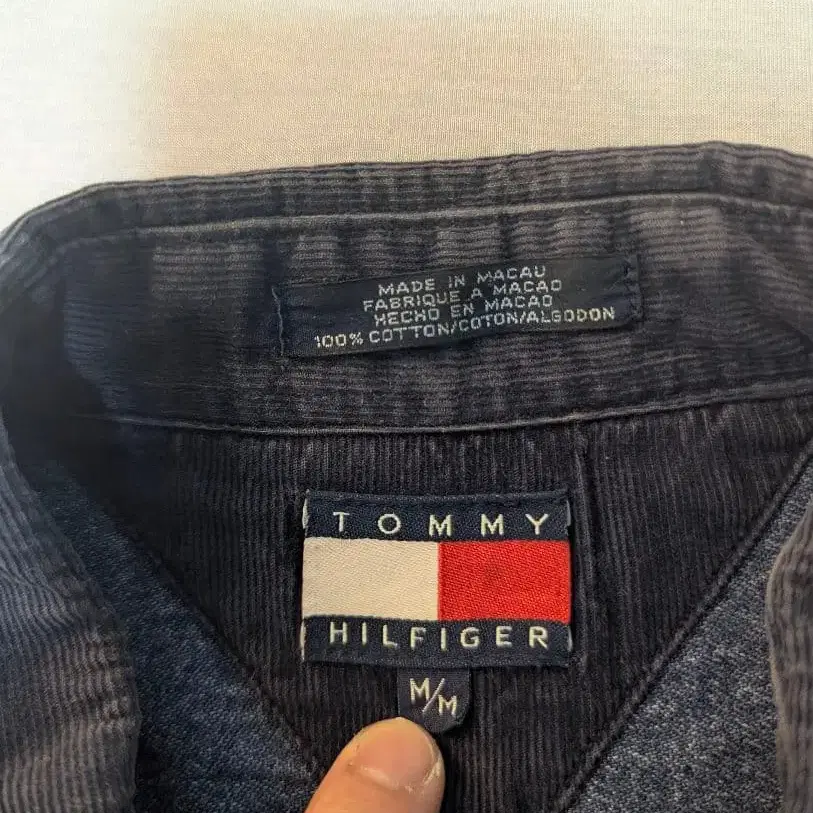 MADE IN MACAU
FABRIQUE A MACAO
HECHO EN MACAO
100% COTTON/COTON/ALGODON
TOMMY
HILFIGER
M/M